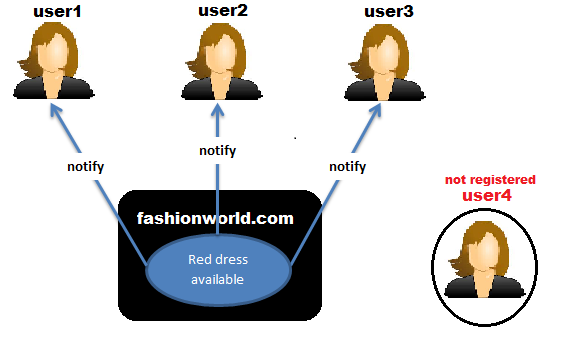 user1
user2
user3
notify
notify
notify
not registered
user4
fashionworld.com
Red dress
available